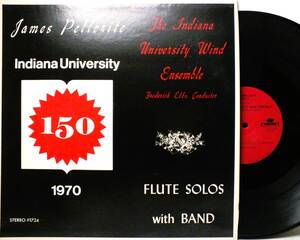 James Pellerite
The Indiana
University Wind
Ensemble
Frederick Ebbs Conductor
Indiana University
150
1970
FLUTE SOLOS
with BAND
STEREO #1724